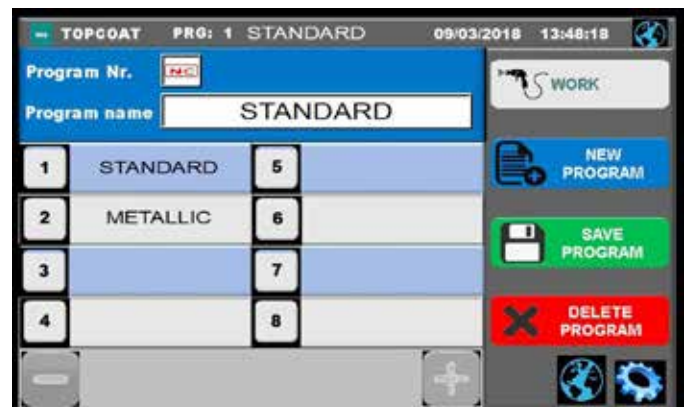 TOPCOAT PRG: 1 STANDARD 09/03/2018 13:48:18
Program Nr. NC
Program name STANDARD
WORK
1 STANDARD 5
2 METALLIC 6
3 7
4 8
NEW PROGRAM
SAVE PROGRAM
DELETE PROGRAM